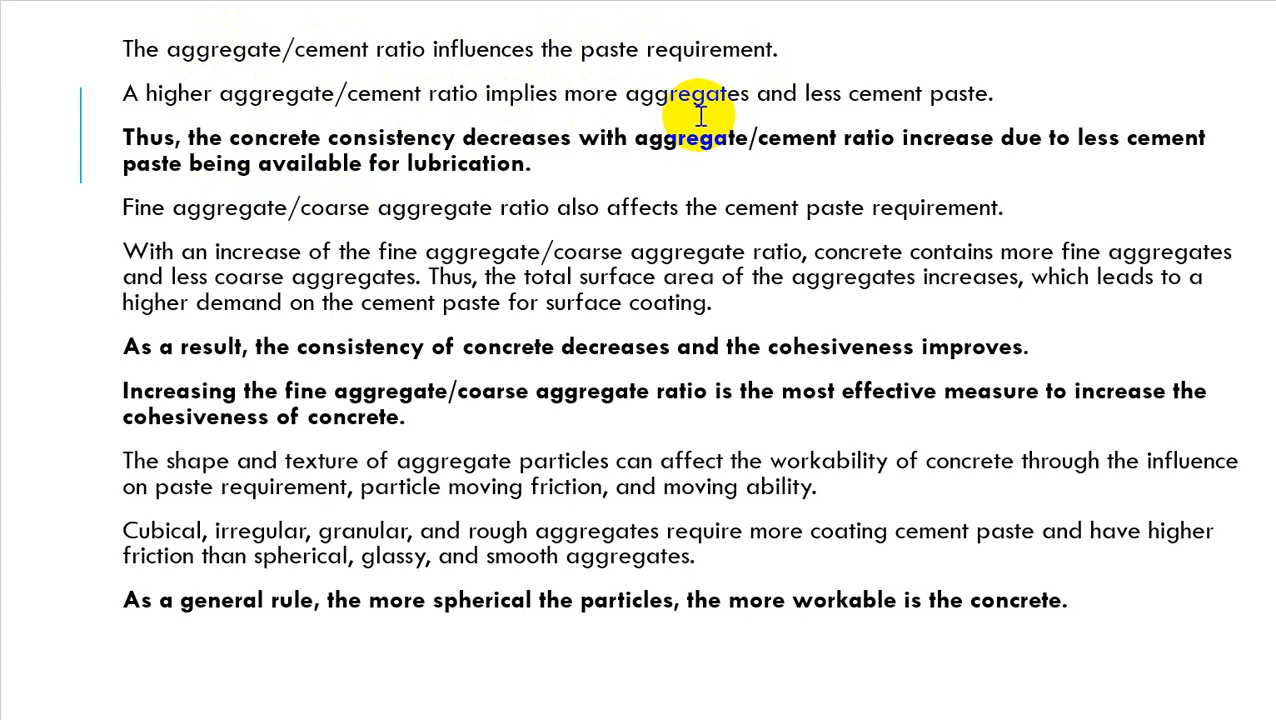 The aggregate/cement ratio influences the paste requirement.
A higher aggregate/cement ratio implies more aggregates and less cement paste.
Thus, the concrete consistency decreases with aggregate/cement ratio increase due to less cement
paste being available for lubrication.
Fine aggregate/coarse aggregate ratio also affects the cement paste requirement.
With an increase of the fine aggregate/coarse aggregate ratio, concrete contains more fine aggregates
and less coarse aggregates. Thus, the total surface area of the aggregates increases, which leads to a
higher demand on the cement paste for surface coating.
As a result, the consistency of concrete decreases and the cohesiveness improves.
Increasing the fine aggregate/coarse aggregate ratio is the most effective measure to increase the
cohesiveness of concrete.
The shape and texture of aggregate particles can affect the workability of concrete through the influence
on paste requirement, particle moving friction, and moving ability.
Cubical, irregular, granular, and rough aggregates require more coating cement paste and have higher
friction than spherical, glassy, and smooth aggregates.
As a general rule, the more spherical the particles, the more workable is the concrete.